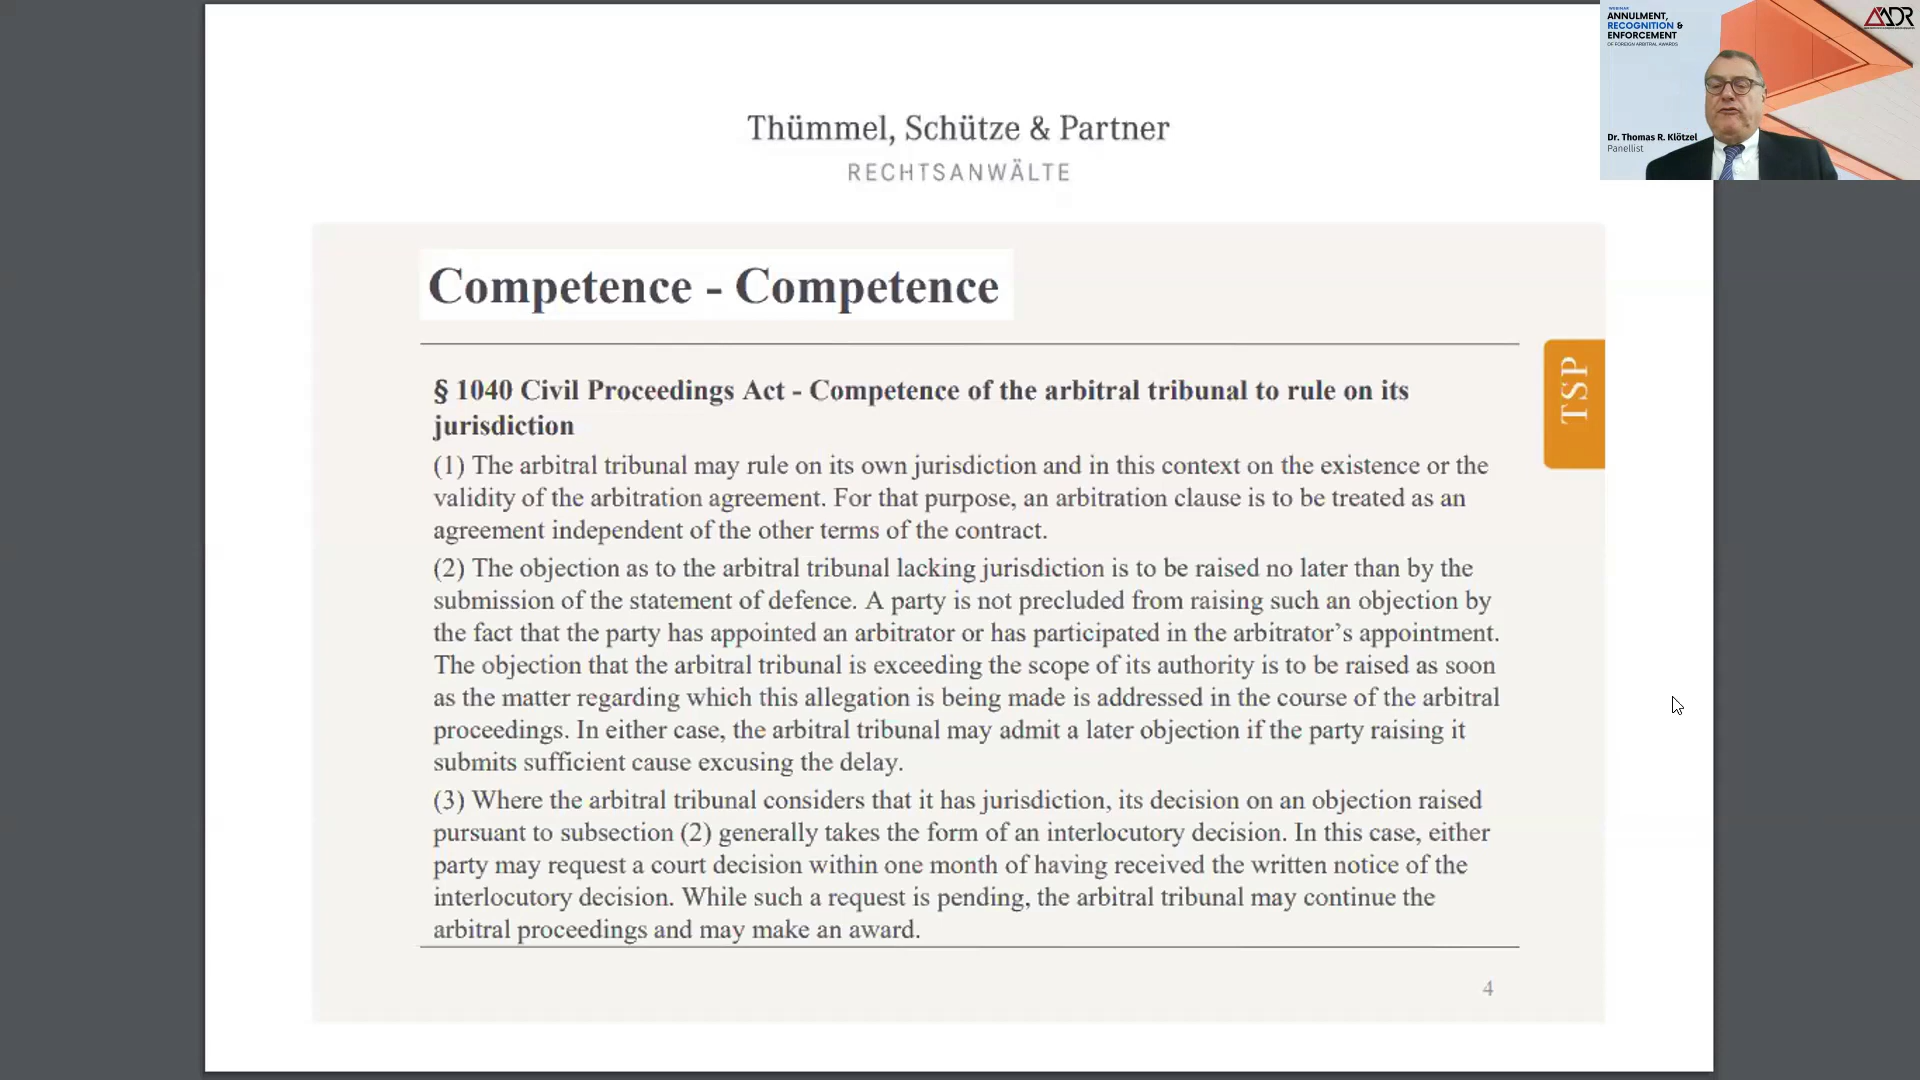 Thümmel, Schütze & Partner
RECHTSANWÄLTE
WEBINAR
ANNULMENT,
RECOGNITION &
ENFORCEMENT
OF FOREIGN ARBITRAL AWARDS
Dr. Thomas R. Klötzel
Panellist
Competence - Competence
TSP
§ 1040 Civil Proceedings Act - Competence of the arbitral tribunal to rule on its
jurisdiction
(1) The arbitral tribunal may rule on its own jurisdiction and in this context on the existence or the
validity of the arbitration agreement. For that purpose, an arbitration clause is to be treated as an
agreement independent of the other terms of the contract.
(2) The objection as to the arbitral tribunal lacking jurisdiction is to be raised no later than by the
submission of the statement of defence. A party is not precluded from raising such an objection by
the fact that the party has appointed an arbitrator or has participated in the arbitrator’s appointment.
The objection that the arbitral tribunal is exceeding the scope of its authority is to be raised as soon
as the matter regarding which this allegation is being made is addressed in the course of the arbitral
proceedings. In either case, the arbitral tribunal may admit a later objection if the party raising it
submits sufficient cause excusing the delay.
(3) Where the arbitral tribunal considers that it has jurisdiction, its decision on an objection raised
pursuant to subsection (2) generally takes the form of an interlocutory decision. In this case, either
party may request a court decision within one month of having received the written notice of the
interlocutory decision. While such a request is pending, the arbitral tribunal may continue the
arbitral proceedings and may make an award.
4